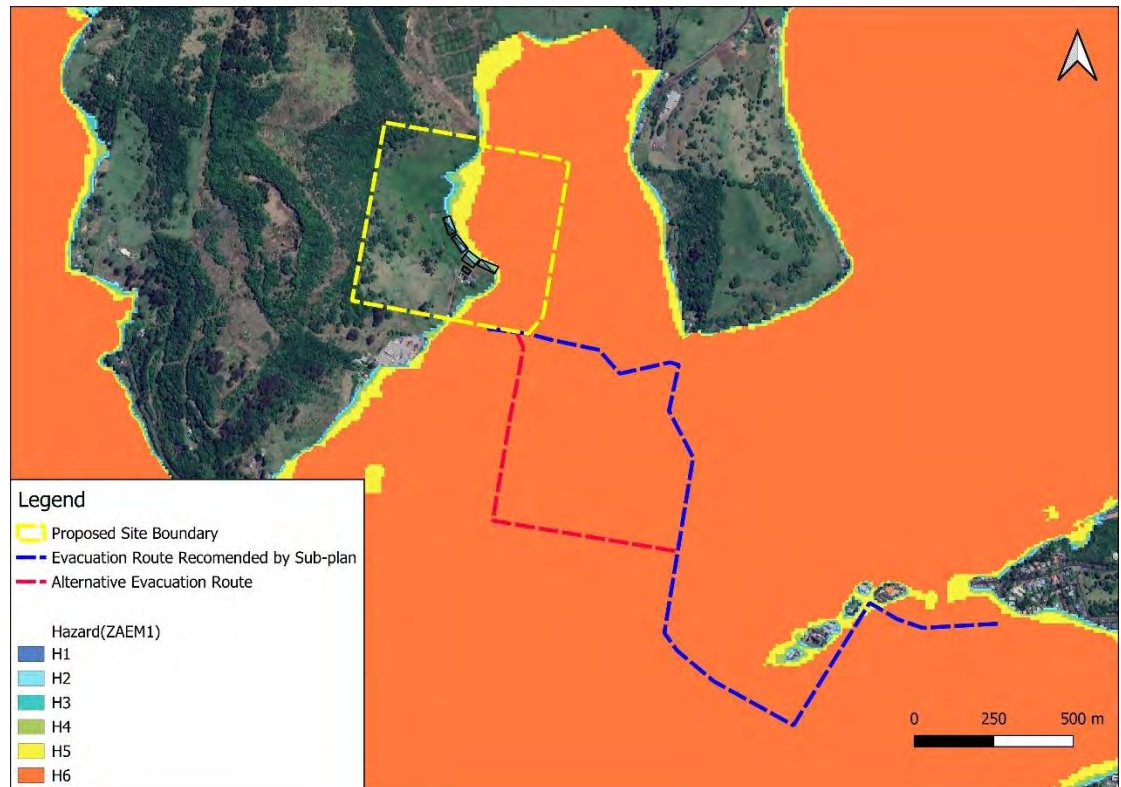 Legend
Proposed Site Boundary
Evacuation Route Recomended by Sub-plan
Alternative Evacuation Route
Hazard(ZAEM1)
H1
H2
H3
H4
H5
H6
0 250 500 m